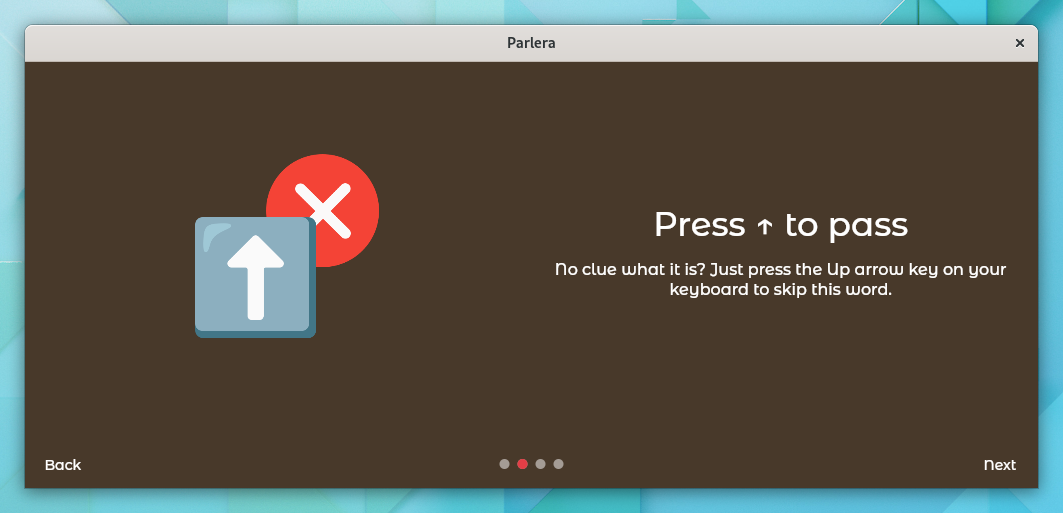 Parlera
Press ↑ to pass
No clue what it is? Just press the Up arrow key on your
keyboard to skip this word.
Back
Next